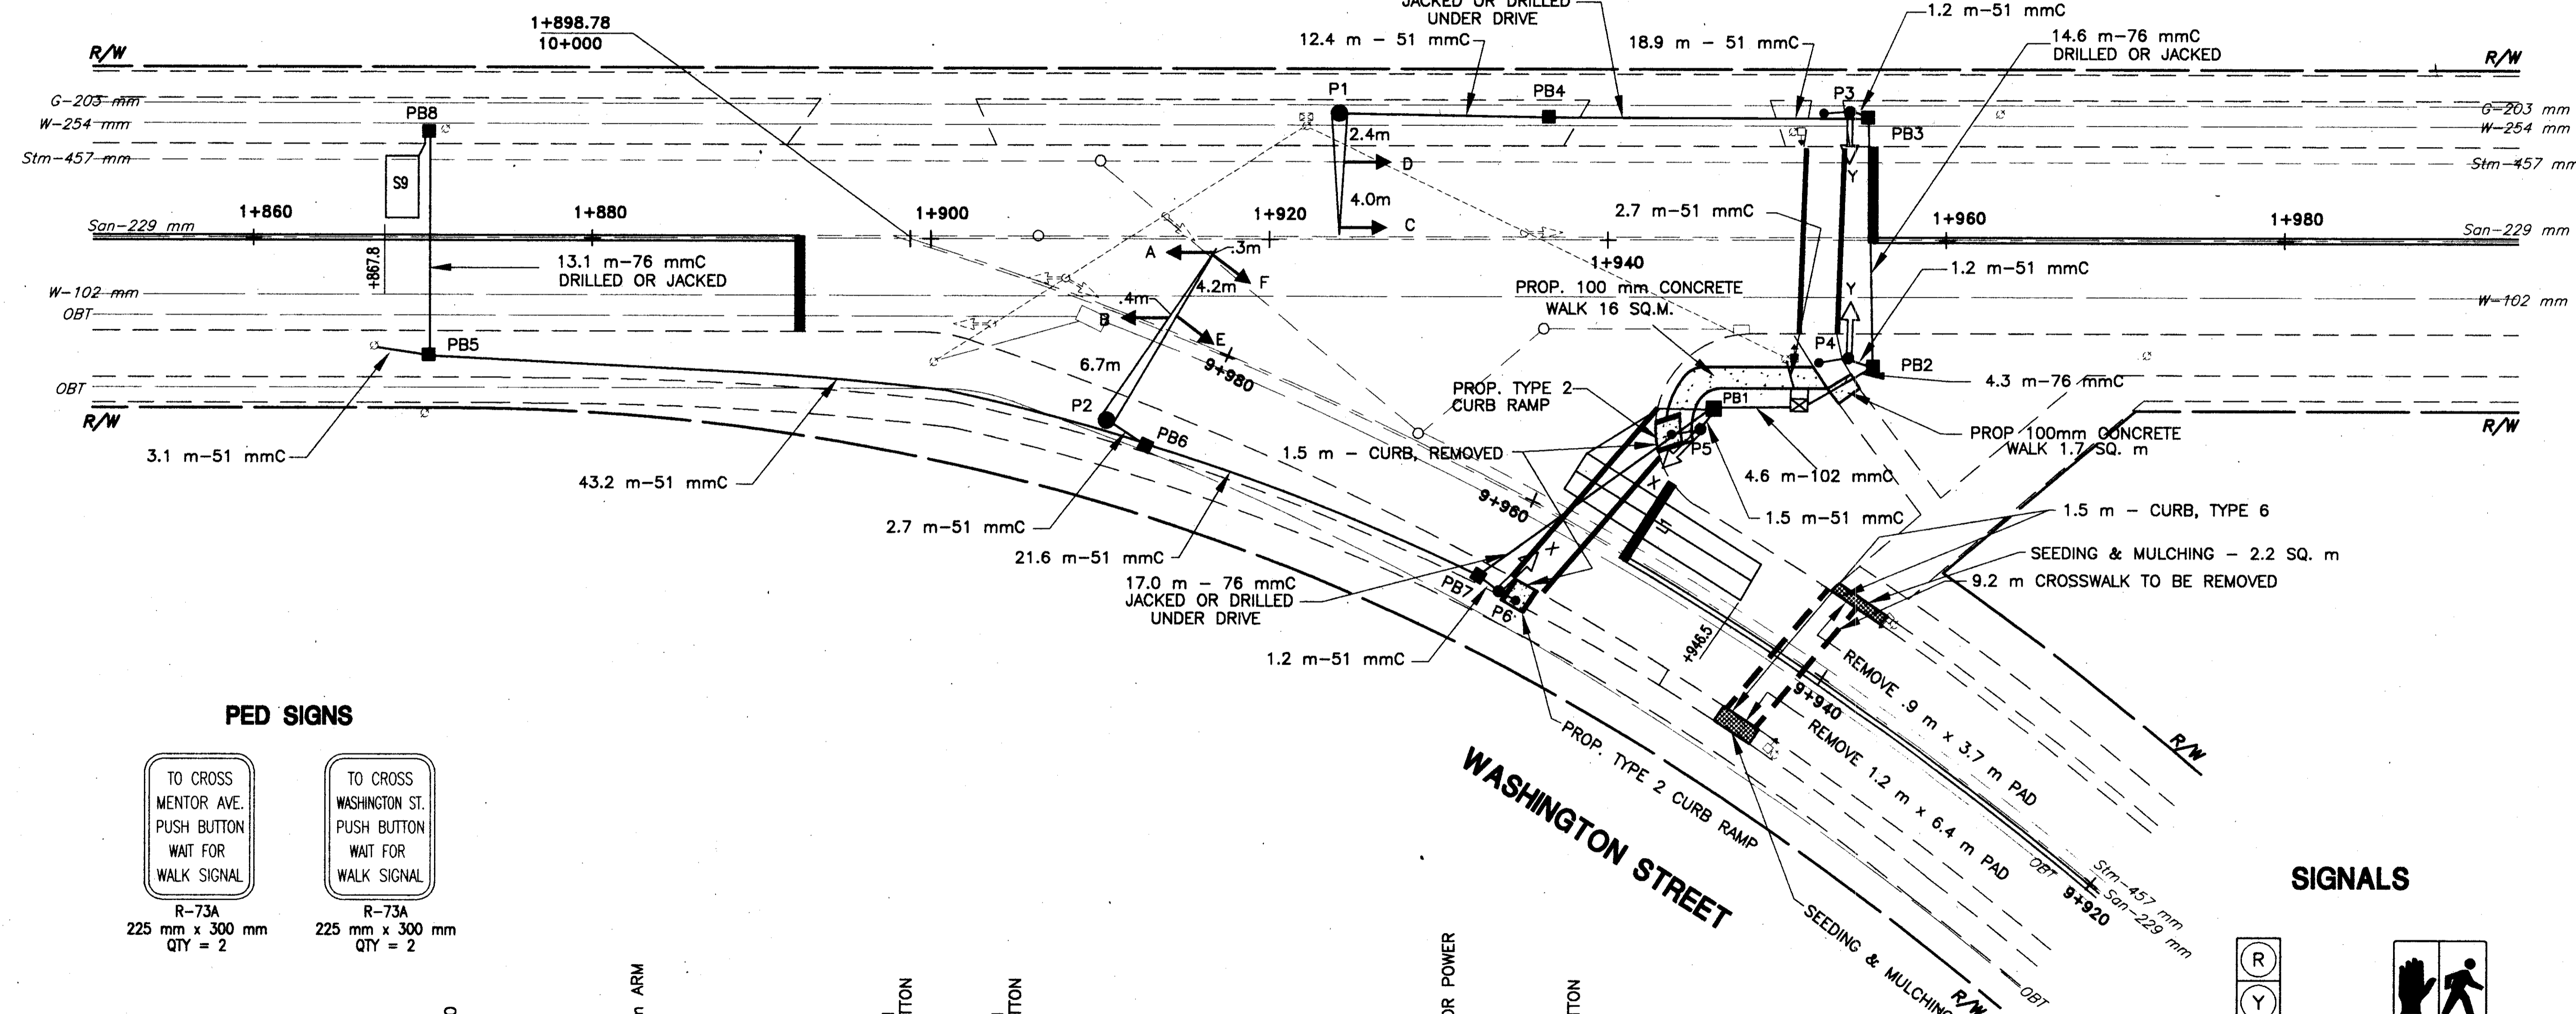 JACKED OR DRILLED
UNDER DRIVE
1.2 m-51 mmC
1+898.78
10+000
12.4 m - 51 mmC
18.9 m - 51 mmC
14.6 m-76 mmC
DRILLED OR JACKED
R/W
R/W
G-203 mm
W-254 mm
Stm-457 mm
PB8
S9
P1
PB4
P3
PB3
G-203 mm
W-254 mm
Stm-457 mm
2.4m
D
4.0m
C
Y
1+860
1+880
1+900
1+920
1+940
1+960
1+980
San-229 mm
San-229 mm
2.7 m-51 mmC
+867.8
13.1 m-76 mmC
DRILLED OR JACKED
A
.3m
F
4.2m
.4m
B
E
6.7m
9+980
1.2 m-51 mmC
PROP. 100 mm CONCRETE
WALK 16 SQ.M.
Y
W-102 mm
OBT
W-102 mm
PB5
P4
PB2
4.3 m-76 mmC
OBT
R/W
P2
PB6
PROP. TYPE 2
CURB RAMP
PB1
P5
R/W
PROP 100mm CONCRETE
WALK 1.7 SQ. m
3.1 m-51 mmC
43.2 m-51 mmC
1.5 m - CURB, REMOVED
4.6 m-102 mmC
X
9+960
2.7 m-51 mmC
1.5 m-51 mmC
1.5 m - CURB, TYPE 6
21.6 m-51 mmC
X
SEEDING & MULCHING - 2.2 SQ. m
9.2 m CROSSWALK TO BE REMOVED
17.0 m - 76 mmC
JACKED OR DRILLED
UNDER DRIVE
PB7
P6
1.2 m-51 mmC
+946.5
9+940
REMOVE .9 m x 3.7 m PAD
REMOVE 1.2 m x 6.4 m PAD
R/W
PROP. TYPE 2 CURB RAMP
WASHINGTON STREET
OBT
Stm-457 mm
San-229 mm
9+920
SEEDING & MULCHING
R/W
OBT
PED SIGNS
TO CROSS
MENTOR AVE.
PUSH BUTTON
WAIT FOR
WALK SIGNAL
R-73A
225 mm x 300 mm
QTY = 2
TO CROSS
WASHINGTON ST.
PUSH BUTTON
WAIT FOR
WALK SIGNAL
R-73A
225 mm x 300 mm
QTY = 2
SIGNALS
R
Y
ARM
OR POWER